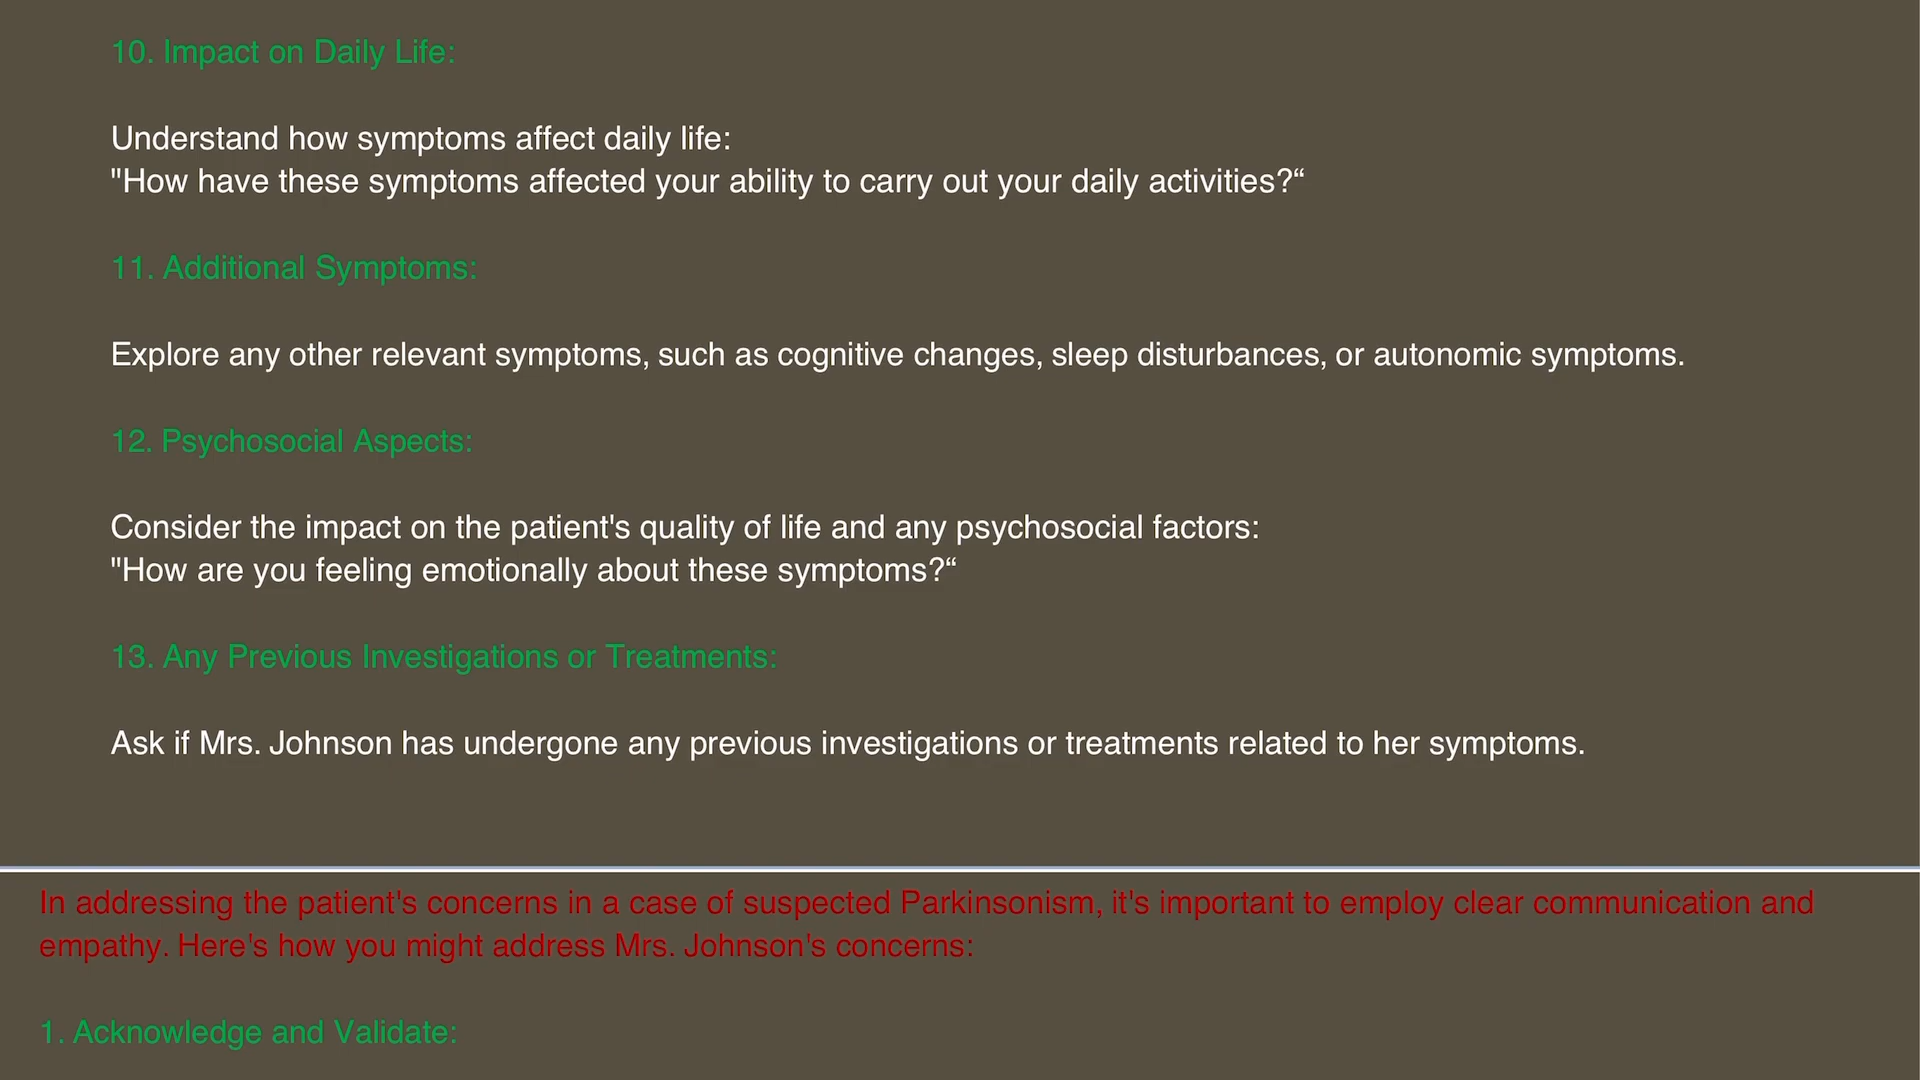 10. Impact on Daily Life:
Understand how symptoms affect daily life:
"How have these symptoms affected your ability to carry out your daily activities?“
11. Additional Symptoms:
Explore any other relevant symptoms, such as cognitive changes, sleep disturbances, or autonomic symptoms.
12. Psychosocial Aspects:
Consider the impact on the patient's quality of life and any psychosocial factors:
"How are you feeling emotionally about these symptoms?“
13. Any Previous Investigations or Treatments:
Ask if Mrs. Johnson has undergone any previous investigations or treatments related to her symptoms.
In addressing the patient's concerns in a case of suspected Parkinsonism, it's important to employ clear communication and
empathy. Here's how you might address Mrs. Johnson's concerns:
1. Acknowledge and Validate: